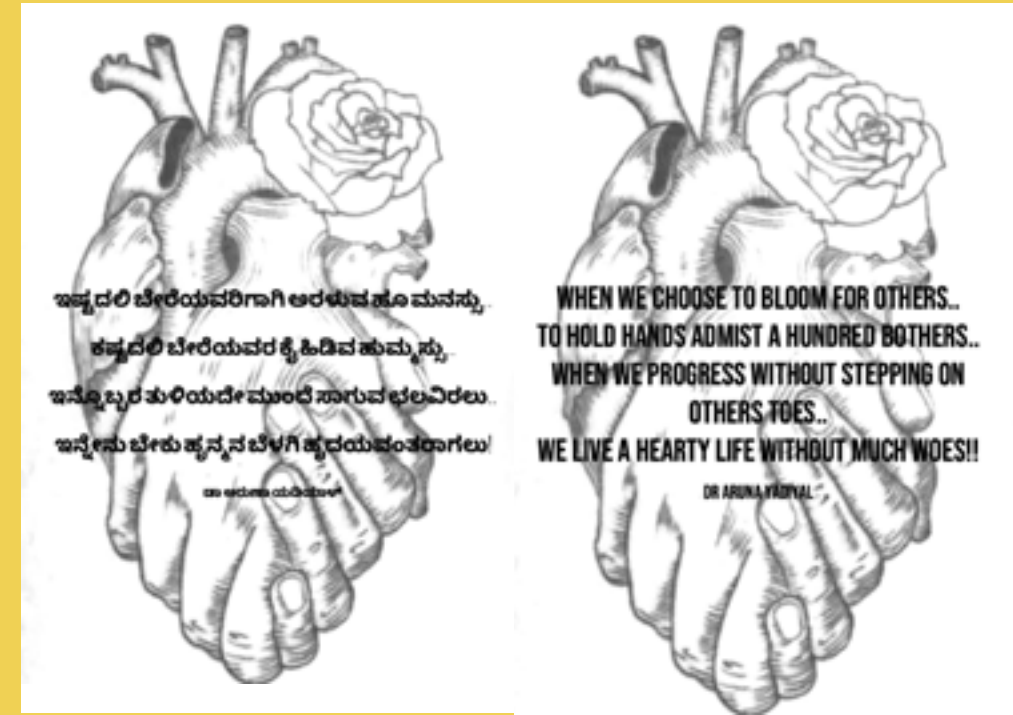 ಇಷ್ಟದಲಿ ಬೇರೆಯವರಿಗಾಗಿ ಅರಳುವ ಹೂ ಮನಸ್ಸು..
ಕಷ್ಟದಲಿ ಬೇರೆಯವರ ಕೈ ಹಿಡಿವ ಹುಮ್ಮಸ್ಸು..
ಇನ್ನೊಬ್ಬರ ತುಳಿಯದೇ ಮುಂದೆ ಸಾಗುವ ಛಲವಿರಲು..
ಇನ್ನೇನು ಬೇಕು ಹೃನ್ಮನ ಬೆಳಗಿ ಹೃದಯವಂತರಾಗಲು!
ಡಾ ಅರುಣಾ ಯಡಿಯಾಳ್
WHEN WE CHOOSE TO BLOOM FOR OTHERS..
TO HOLD HANDS ADMIST A HUNDRED BOTHERS..
WHEN WE PROGRESS WITHOUT STEPPING ON
OTHERS TOES..
WE LIVE A HEARTY LIFE WITHOUT MUCH WOES!!
DR ARUNA YADIYAL